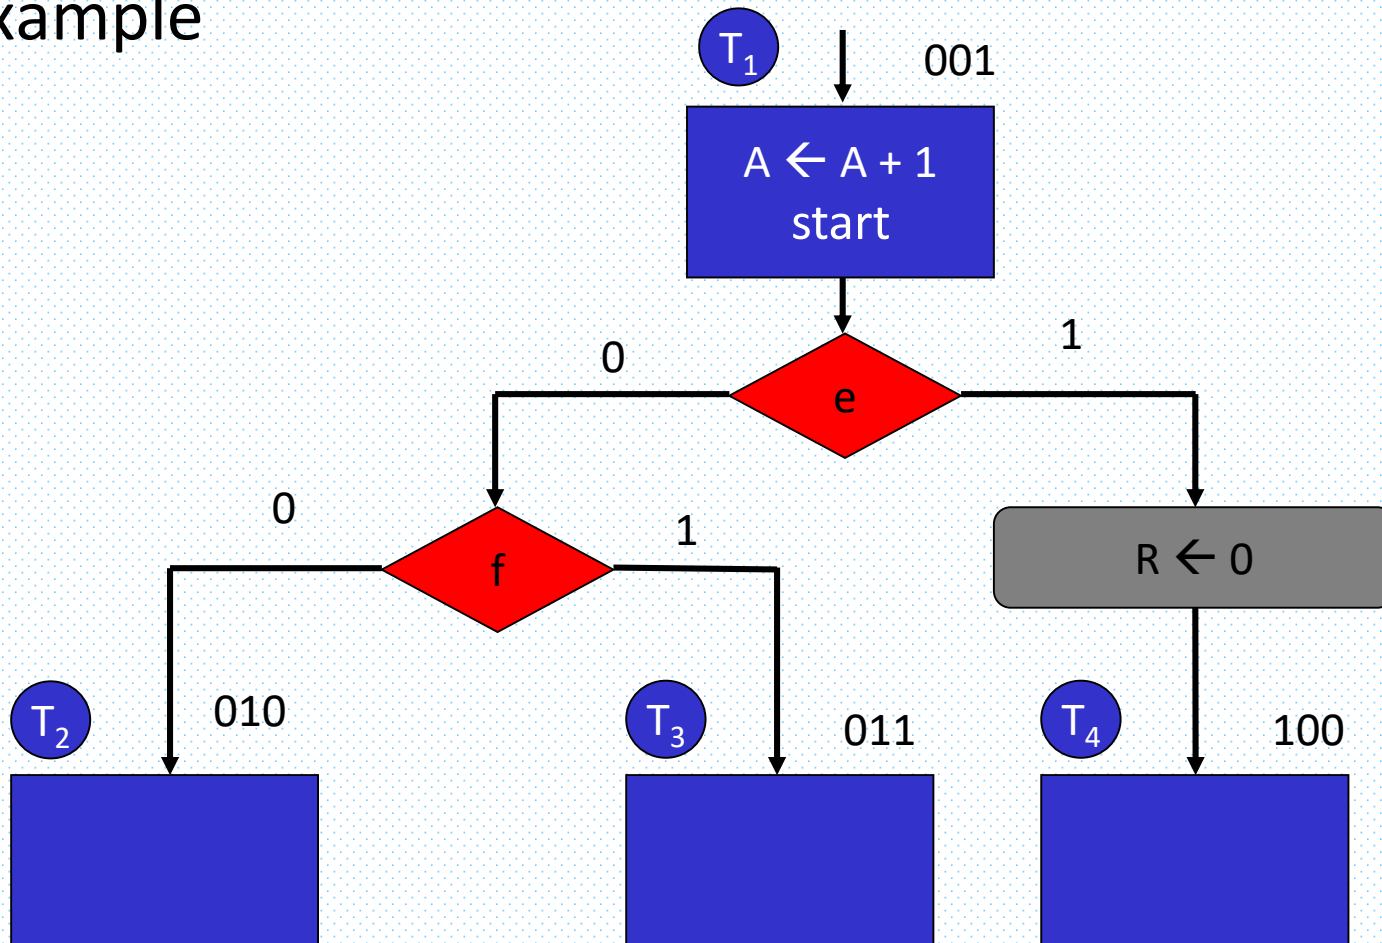 xample
T₁
001
A ← A + 1
start
0
1
e
0
1
f
R ← 0
T₂
010
T₃
011
T₄
100